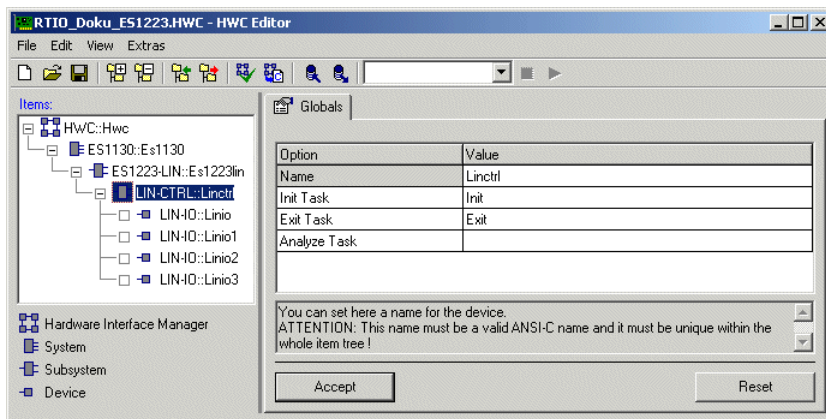 RTIO_Doku_ES1223.HWC - HWC Editor
File Edit View Extras
Items:
HWC::Hwc
ES1130::Es1130
ES1223-LIN::Es1223lin
LIN-CTRL::Linctrl
LIN-IO::Linio
LIN-IO::Linio1
LIN-IO::Linio2
LIN-IO::Linio3
Hardware Interface Manager
System
Subsystem
Device
Globals
Option Value
Name Linctrl
Init Task Init
Exit Task Exit
Analyze Task
You can set here a name for the device.
ATTENTION: This name must be a valid ANSI-C name and it must be unique within the
whole item tree !
Accept Reset